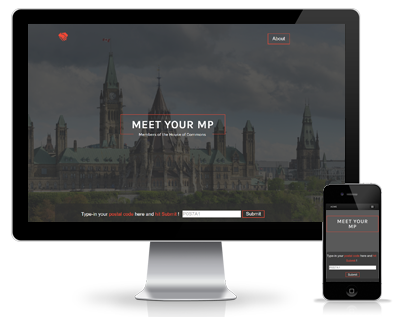 About
MEET YOUR MP
Members of the House of Commons
Type-in your postal code here and hit Submit !
Submit
MEET YOUR
MP
Type-in your postal code here and hit
Submit !
Submit